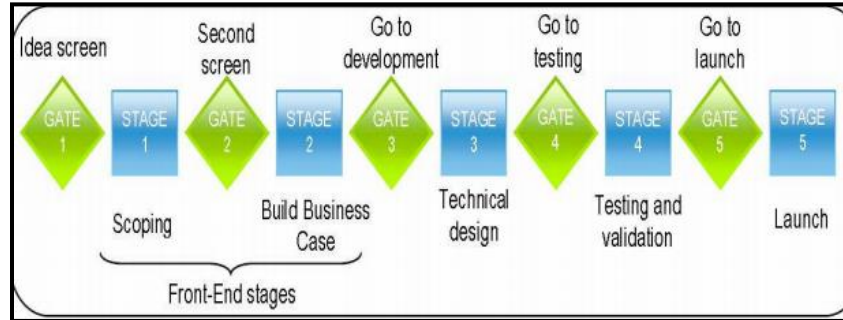 Idea screen
Second
screen
Go to
development
Go to
testing
Go to
launch
GATE
1
STAGE
1
GATE
2
STAGE
2
GATE
3
STAGE
3
GATE
4
STAGE
4
GATE
5
STAGE
5
Scoping
Build Business
Case
Technical
design
Testing and
validation
Launch
Front-End stages